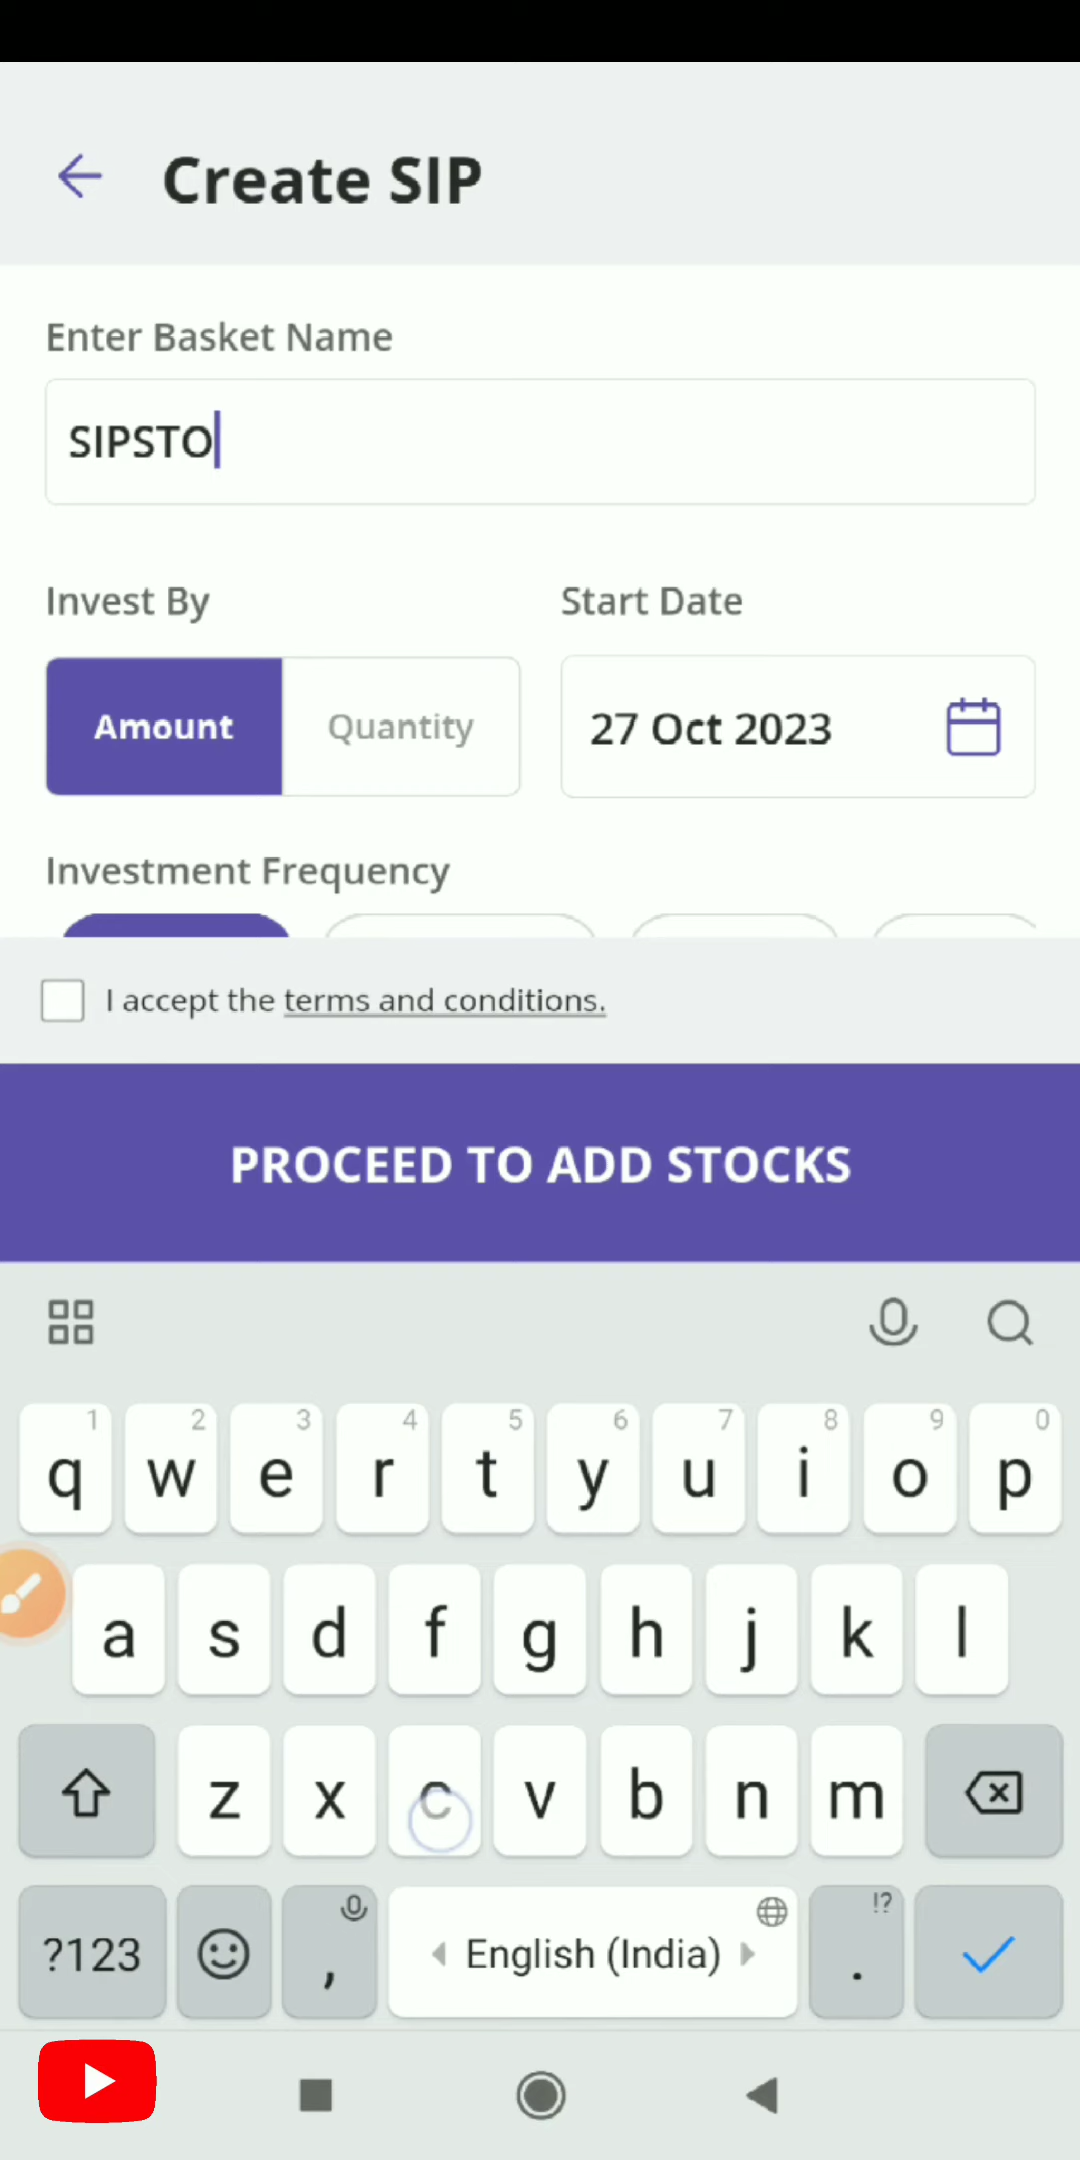 Create SIP
Enter Basket Name
SIPSTO
Invest By
Start Date
Amount
Quantity
27 Oct 2023
Investment Frequency
I accept the terms and conditions.
PROCEED TO ADD STOCKS
1 2 3 4 5 6 7 8 9 0
q w e r t y u i o p
a s d f g h j k l
z x c v b n m
!?
?123 , English (India) .